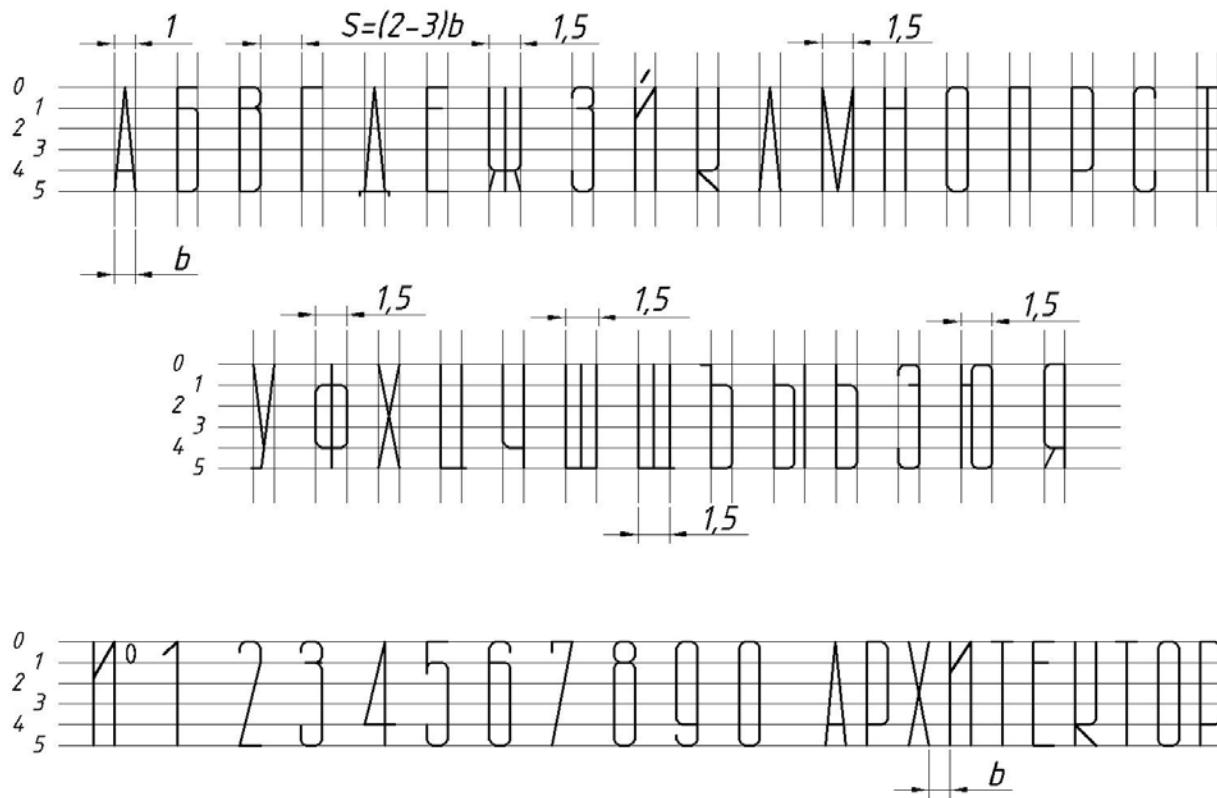 1 S=(2-3)b 1,5 1,5
0 А Б В Г Д Е Ж З Й К Л М Н О П Р С Т
1
2
3
4
5
b
1,5 1,5 1,5
0 У Ф Х Ц Ч Ш Щ Ъ Ы Ь Э Ю Я
1
2
3
4
5
1,5
0 № 1 2 3 4 5 6 7 8 9 0 АРХИТЕКТОР
1
2
3
4
5
b